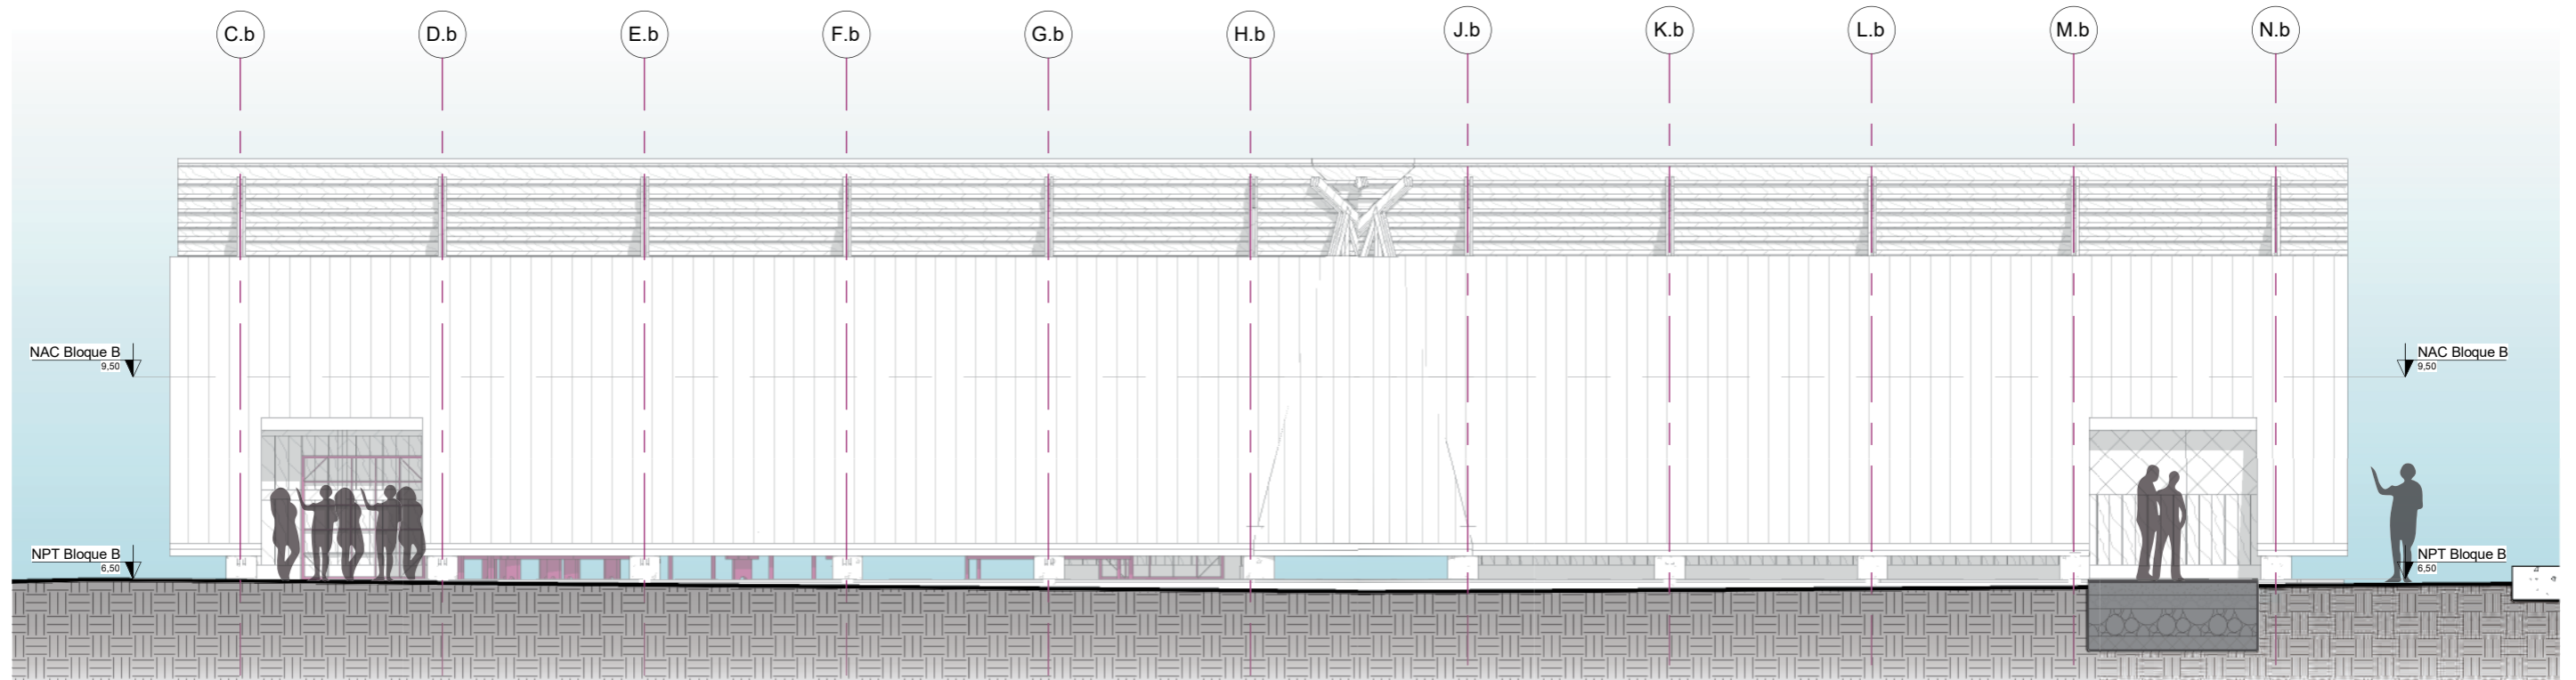 C.b
D.b
E.b
F.b
G.b
H.b
J.b
K.b
L.b
M.b
N.b
NAC Bloque B
9,50
NAC Bloque B
9,50
NPT Bloque B
6,50
NPT Bloque B
6,50